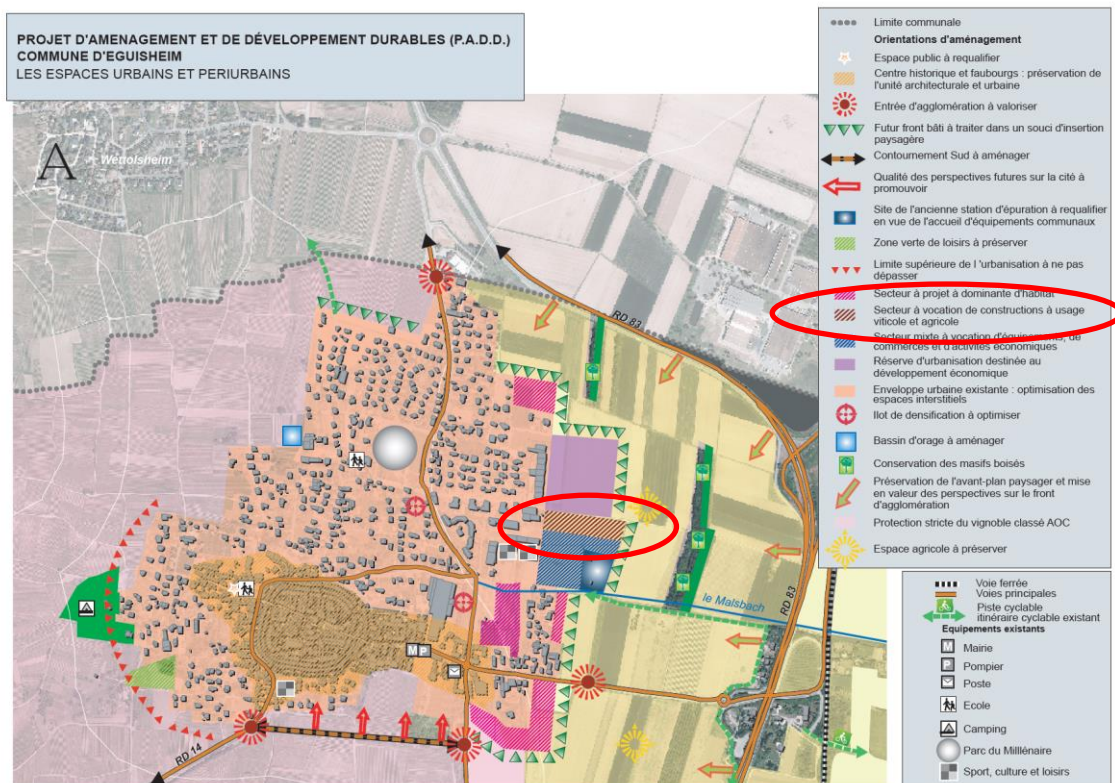 PROJET D'AMENAGEMENT ET DE DÉVELOPPEMENT DURABLES (P.A.D.D.)
COMMUNE D'EGUISHEIM
LES ESPACES URBAINS ET PERIURBAINS
A
Wettolsheim
RD 83
le Malsbach
RD 83
RD 14
M P
Limite communale
Orientations d'aménagement
Espace public à requalifier
Centre historique et faubourgs : préservation de
l'unité architecturale et urbaine
Entrée d'agglomération à valoriser
Futur front bâti à traiter dans un souci d'insertion
paysagère
Contournement Sud à aménager
Qualité des perspectives futures sur la cité à
promouvoir
Site de l'ancienne station d'épuration à requalifier
en vue de l'accueil d'équipements communaux
Zone verte de loisirs à préserver
Limite supérieure de l 'urbanisation à ne pas
dépasser
Secteur à projet à dominante d'habitat
Secteur à vocation de constructions à usage
viticole et agricole
Secteur mixte à vocation d'équipements, de
commerces et d'activités économiques
Réserve d'urbanisation destinée au
développement économique
Enveloppe urbaine existante : optimisation des
espaces interstitiels
Ilot de densification à optimiser
Bassin d'orage à aménager
Conservation des masifs boisés
Préservation de l'avant-plan paysager et mise
en valeur des perspectives sur le front
d'agglomération
Protection stricte du vignoble classé AOC
Espace agricole à préserver
Voie ferrée
Voies principales
Piste cyclable
itinéraire cyclable existant
Equipements existants
M Mairie
P Pompier
Poste
Ecole
Camping
Parc du Milllénaire
Sport, culture et loisirs